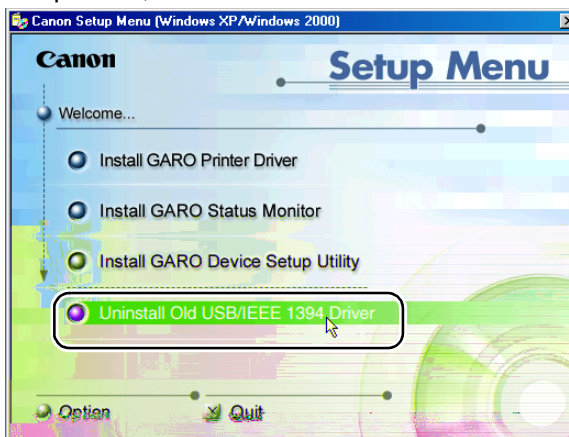 Canon Setup Menu (Windows XP/Windows 2000)
Canon
Setup Menu
Welcome...
Install GARO Printer Driver
Install GARO Status Monitor
Install GARO Device Setup Utility
Uninstall Old USB/IEEE 1394 Driver
Option
Quit